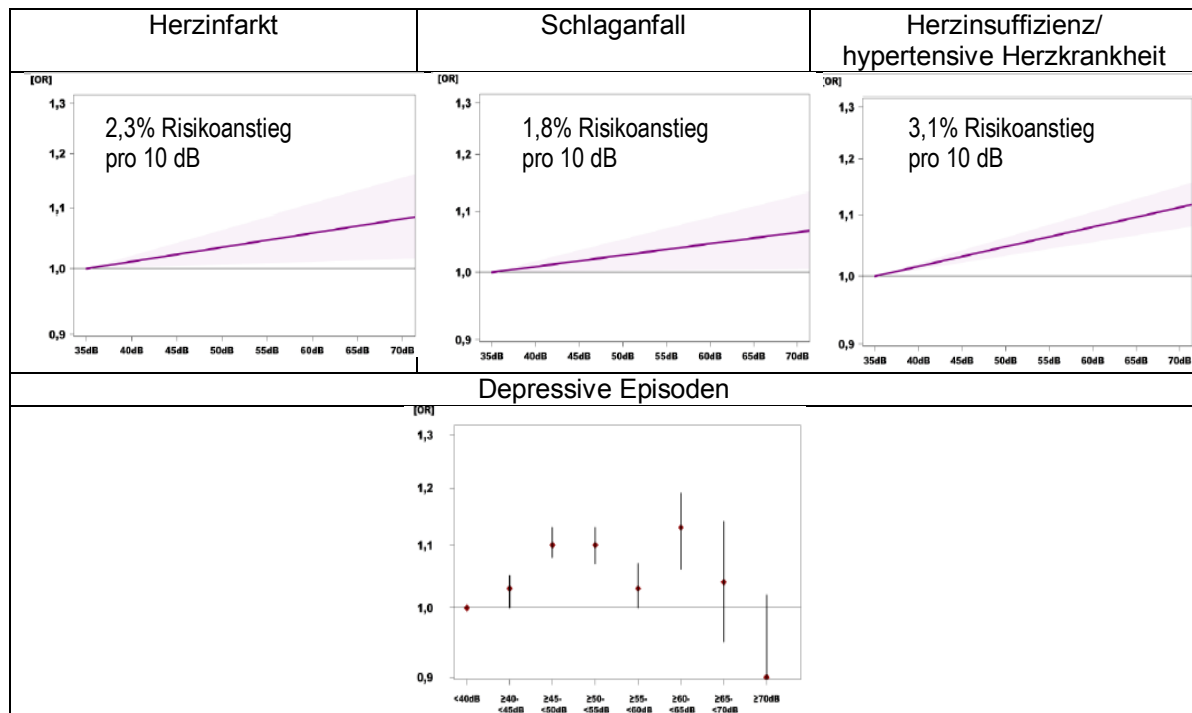 Herzinfarkt
Schlaganfall
Herzinsuffizienz/
hypertensive Herzkrankheit
[OR]
1,3
1,2
1,1
1,0
0,9
2,3% Risikoanstieg
pro 10 dB
35dB 40dB 45dB 50dB 55dB 60dB 65dB 70dB
[OR]
1,3
1,2
1,1
1,0
0,9
1,8% Risikoanstieg
pro 10 dB
35dB 40dB 45dB 50dB 55dB 60dB 65dB 70dB
[OR]
1,3
1,2
1,1
1,0
0,9
3,1% Risikoanstieg
pro 10 dB
35dB 40dB 45dB 50dB 55dB 60dB 65dB 70dB
Depressive Episoden
[OR]
1,3
1,2
1,1
1,0
0,9
<40dB ≥40- ≥45- ≥50- ≥55- ≥60- ≥65- ≥70dB
<45dB <50dB <55dB <60dB <65dB <70dB